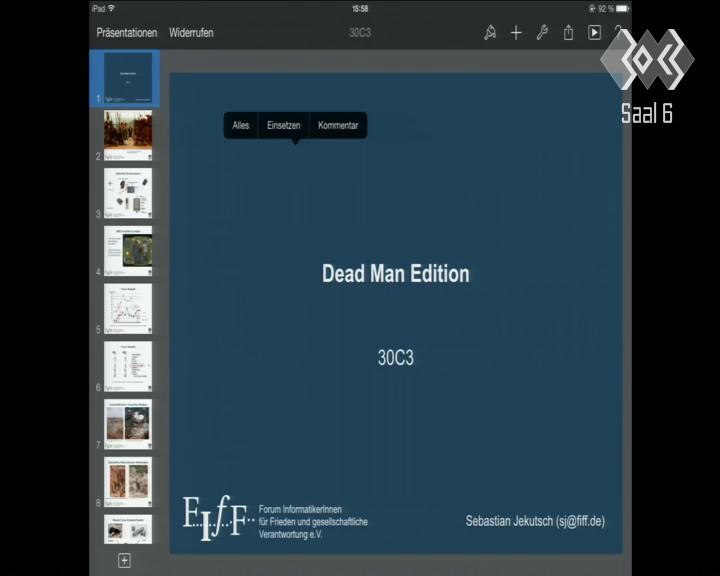 iPad 15:58 92 %
Präsentationen Widerrufen 30C3
Saal 6
Alles Einsetzen Kommentar
1
2
3
4
5
6
7
8
Dead Man Edition
30C3
FIfF
Forum InformatikerInnen
für Frieden und gesellschaftliche
Verantwortung e.V.
Sebastian Jekutsch (sj@fiff.de)